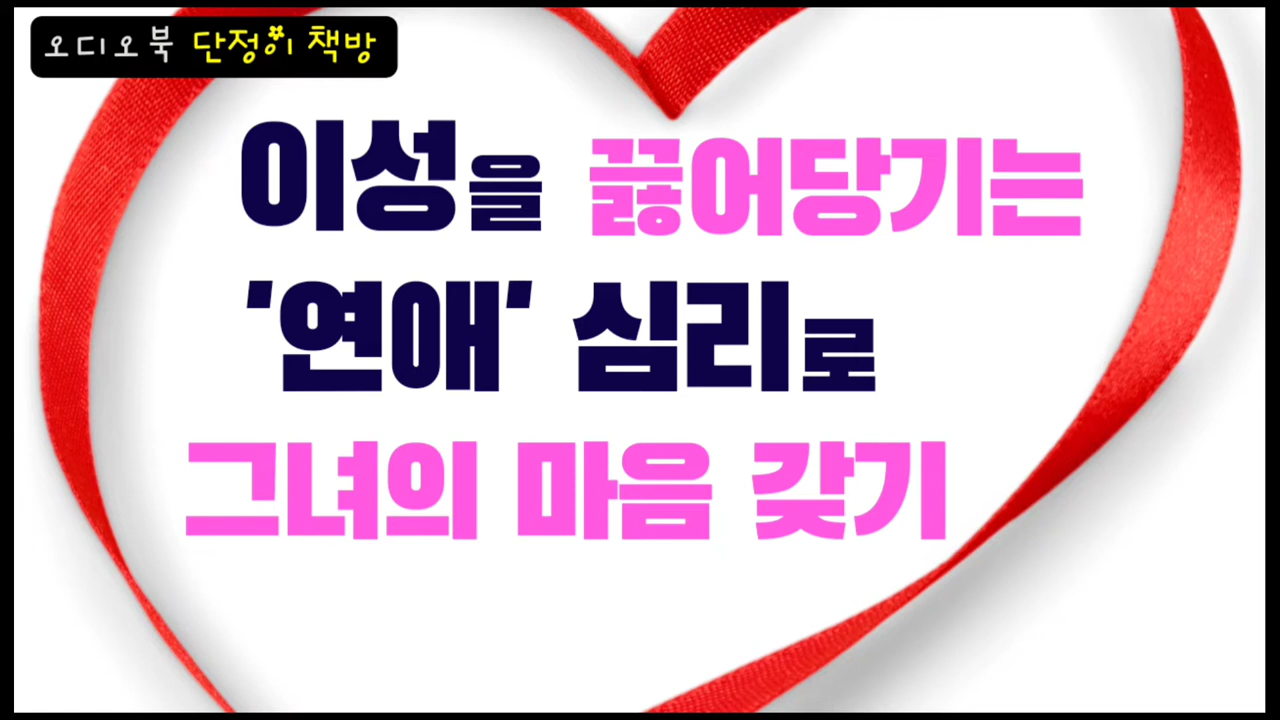 오디오북 단정이 책방
이성을 끓어당기는
'연애' 심리로
그녀의 마음 갖기